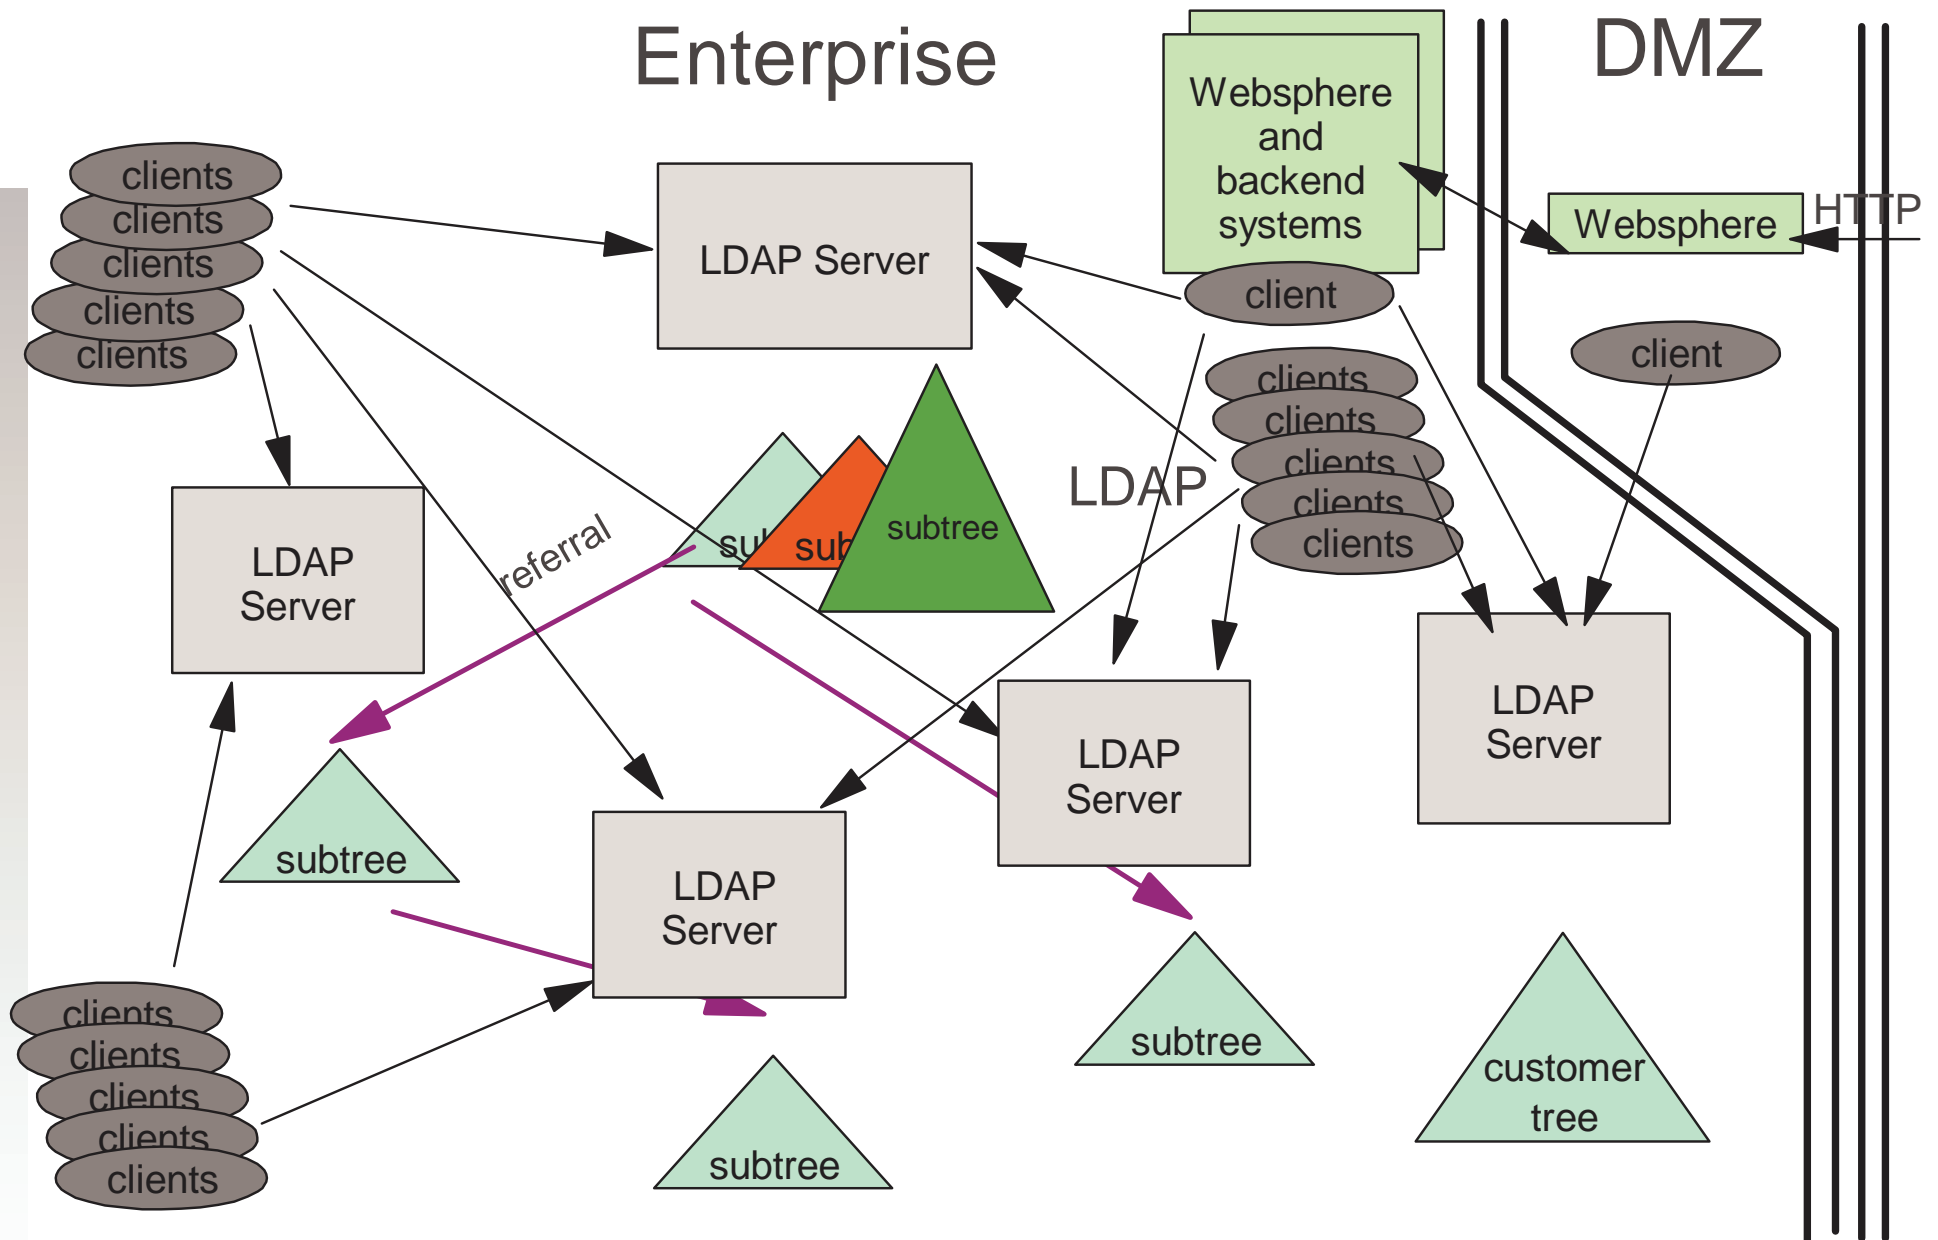 Enterprise
DMZ
Websphere
and
backend
systems
Websphere
HTTP
clients
clients
clients
clients
clients
LDAP Server
client
client
clients
clients
clients
clients
clients
LDAP
subtree
sub
sub
referral
LDAP
Server
LDAP
Server
LDAP
Server
LDAP
Server
subtree
subtree
customer
tree
subtree
clients
clients
clients
clients
clients